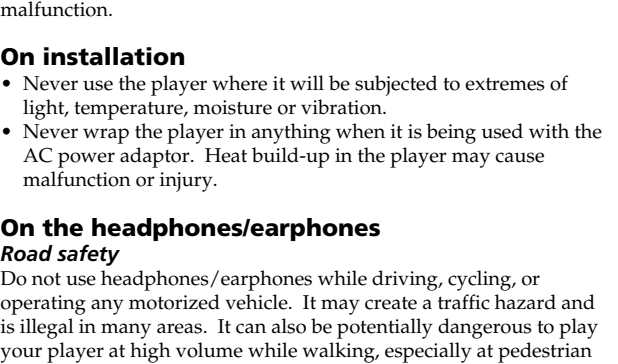 malfunction.
On installation
• Never use the player where it will be subjected to extremes of
light, temperature, moisture or vibration.
• Never wrap the player in anything when it is being used with the
AC power adaptor.  Heat build-up in the player may cause
malfunction or injury.
On the headphones/earphones
Road safety
Do not use headphones/earphones while driving, cycling, or
operating any motorized vehicle.  It may create a traffic hazard and
is illegal in many areas.  It can also be potentially dangerous to play
your player at high volume while walking, especially at pedestrian